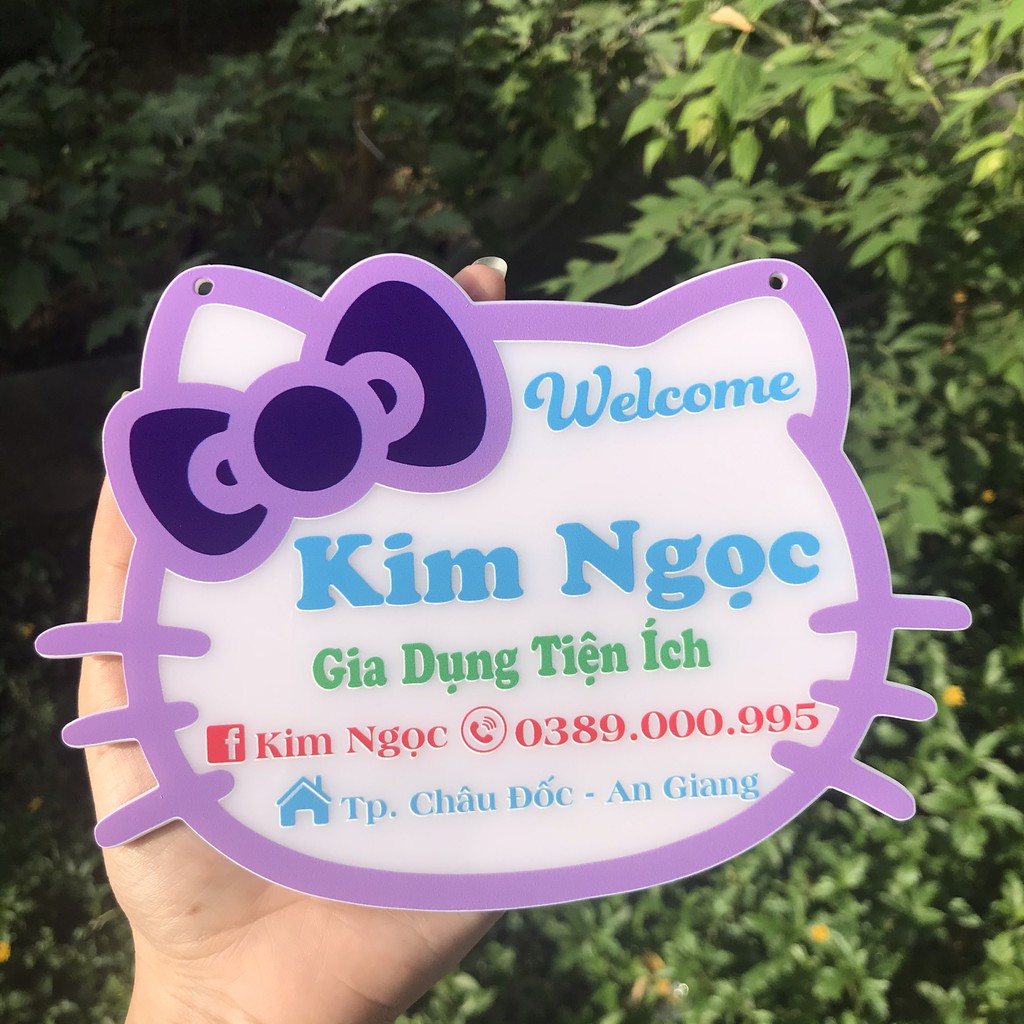 Welcome
Kim Ngọc
Gia Dụng Tiện Ích
f Kim Ngọc 0389.000.995
Tp. Châu Đốc - An Giang